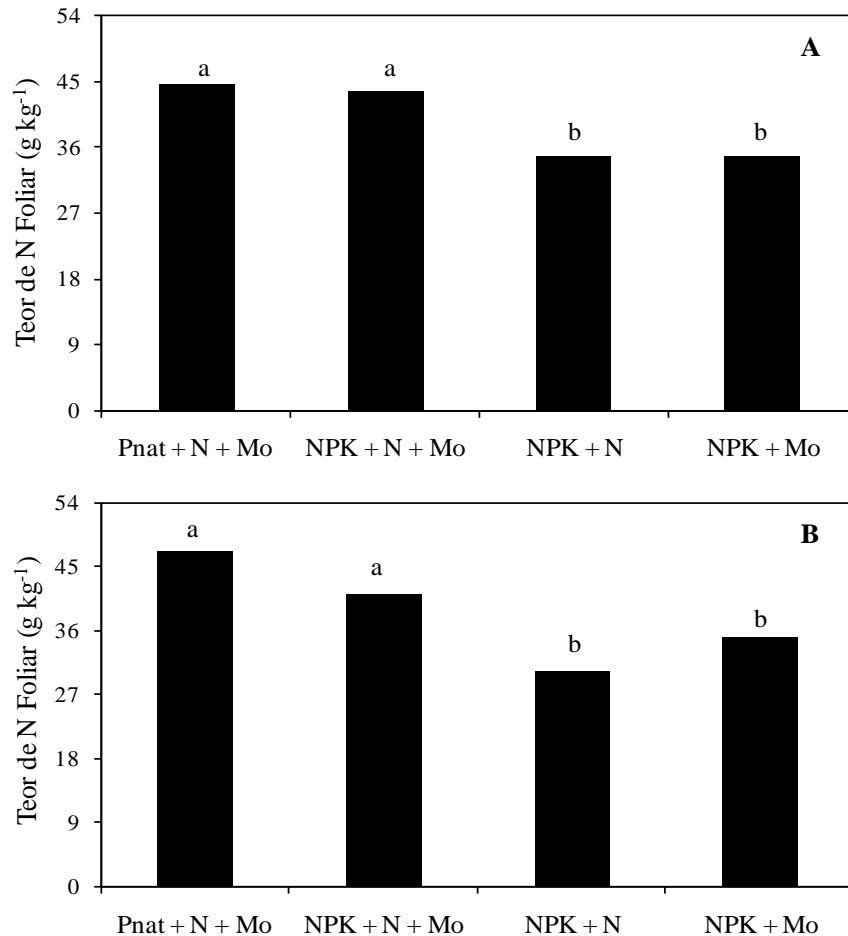 54
A
45
a a
36
b b
27
18
9
0
Teor de N Foliar (g kg-1)
Pnat + N + Mo NPK + N + Mo NPK + N NPK + Mo
54
B
a
45
a
36
b b
27
18
9
0
Teor de N Foliar (g kg-1)
Pnat + N + Mo NPK + N + Mo NPK + N NPK + Mo